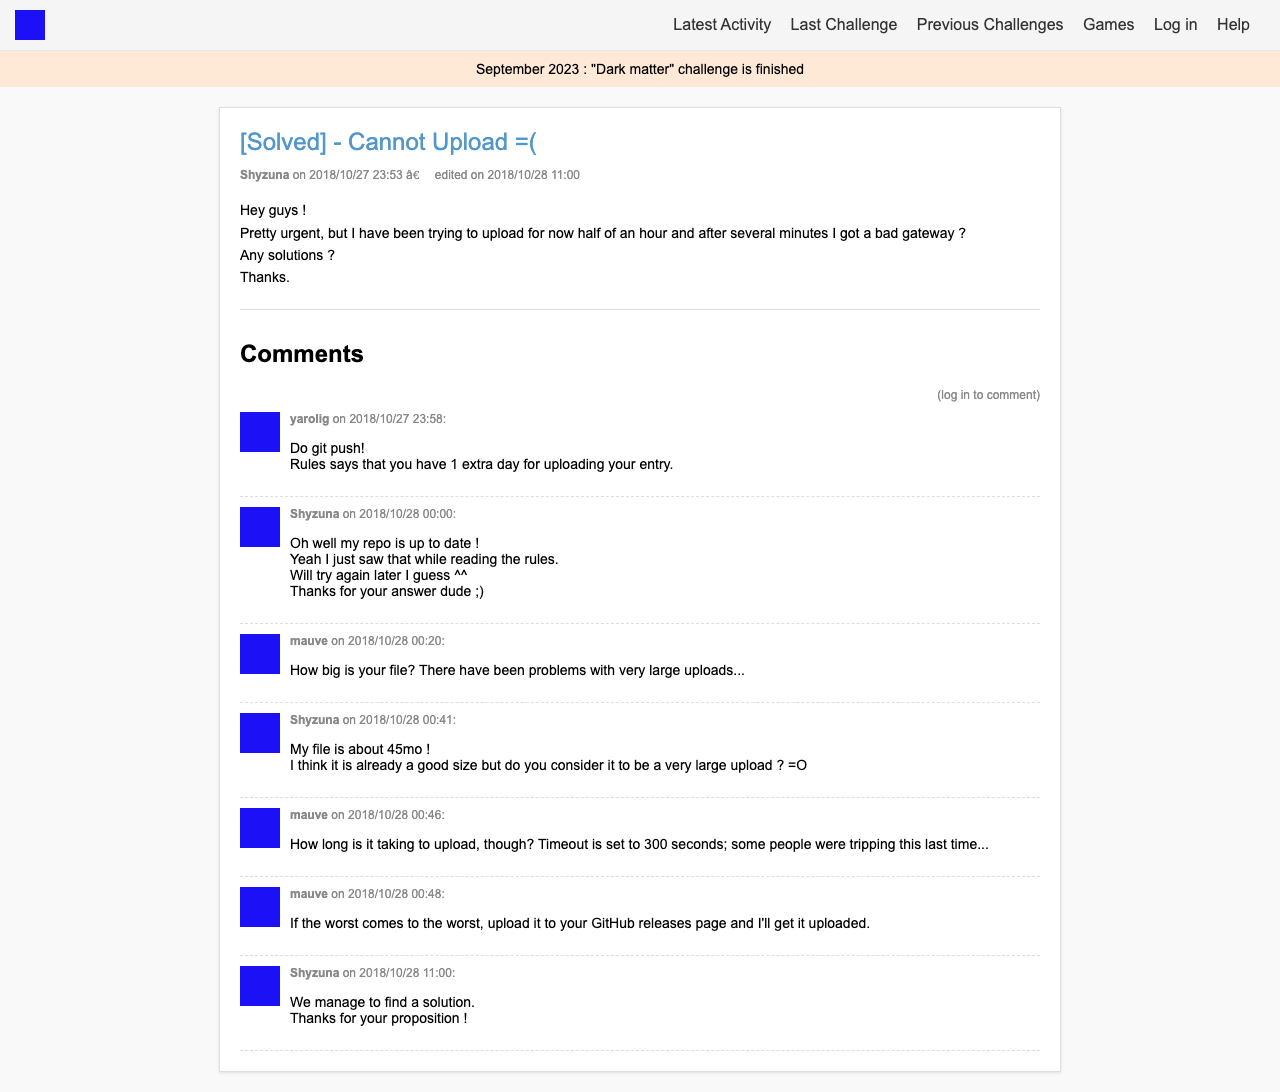 Latest Activity Last Challenge Previous Challenges Games Log in Help
September 2023 : "Dark matter" challenge is finished
[Solved] - Cannot Upload =(
Shyzuna on 2018/10/27 23:53 â€ edited on 2018/10/28 11:00
Hey guys !
Pretty urgent, but I have been trying to upload for now half of an hour and after several minutes I got a bad gateway ?
Any solutions ?
Thanks.
Comments
(log in to comment)
yarolig on 2018/10/27 23:58:
Do git push!
Rules says that you have 1 extra day for uploading your entry.
Shyzuna on 2018/10/28 00:00:
Oh well my repo is up to date !
Yeah I just saw that while reading the rules.
Will try again later I guess ^^
Thanks for your answer dude ;)
mauve on 2018/10/28 00:20:
How big is your file? There have been problems with very large uploads...
Shyzuna on 2018/10/28 00:41:
My file is about 45mo !
I think it is already a good size but do you consider it to be a very large upload ? =O
mauve on 2018/10/28 00:46:
How long is it taking to upload, though? Timeout is set to 300 seconds; some people were tripping this last time...
mauve on 2018/10/28 00:48:
If the worst comes to the worst, upload it to your GitHub releases page and I'll get it uploaded.
Shyzuna on 2018/10/28 11:00:
We manage to find a solution.
Thanks for your proposition !